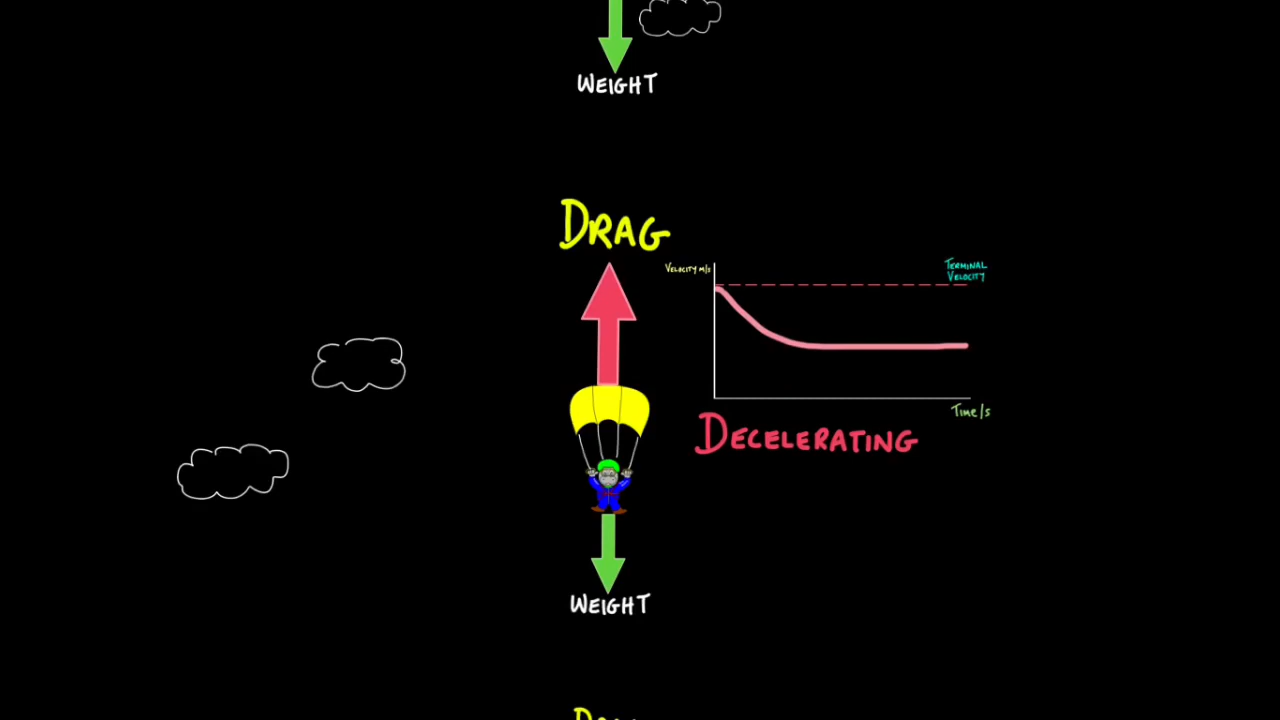 WEIGHT
DRAG
VELOCITY m/s
TERMINAL
VELOCITY
Time/s
DECELERATING
WEIGHT